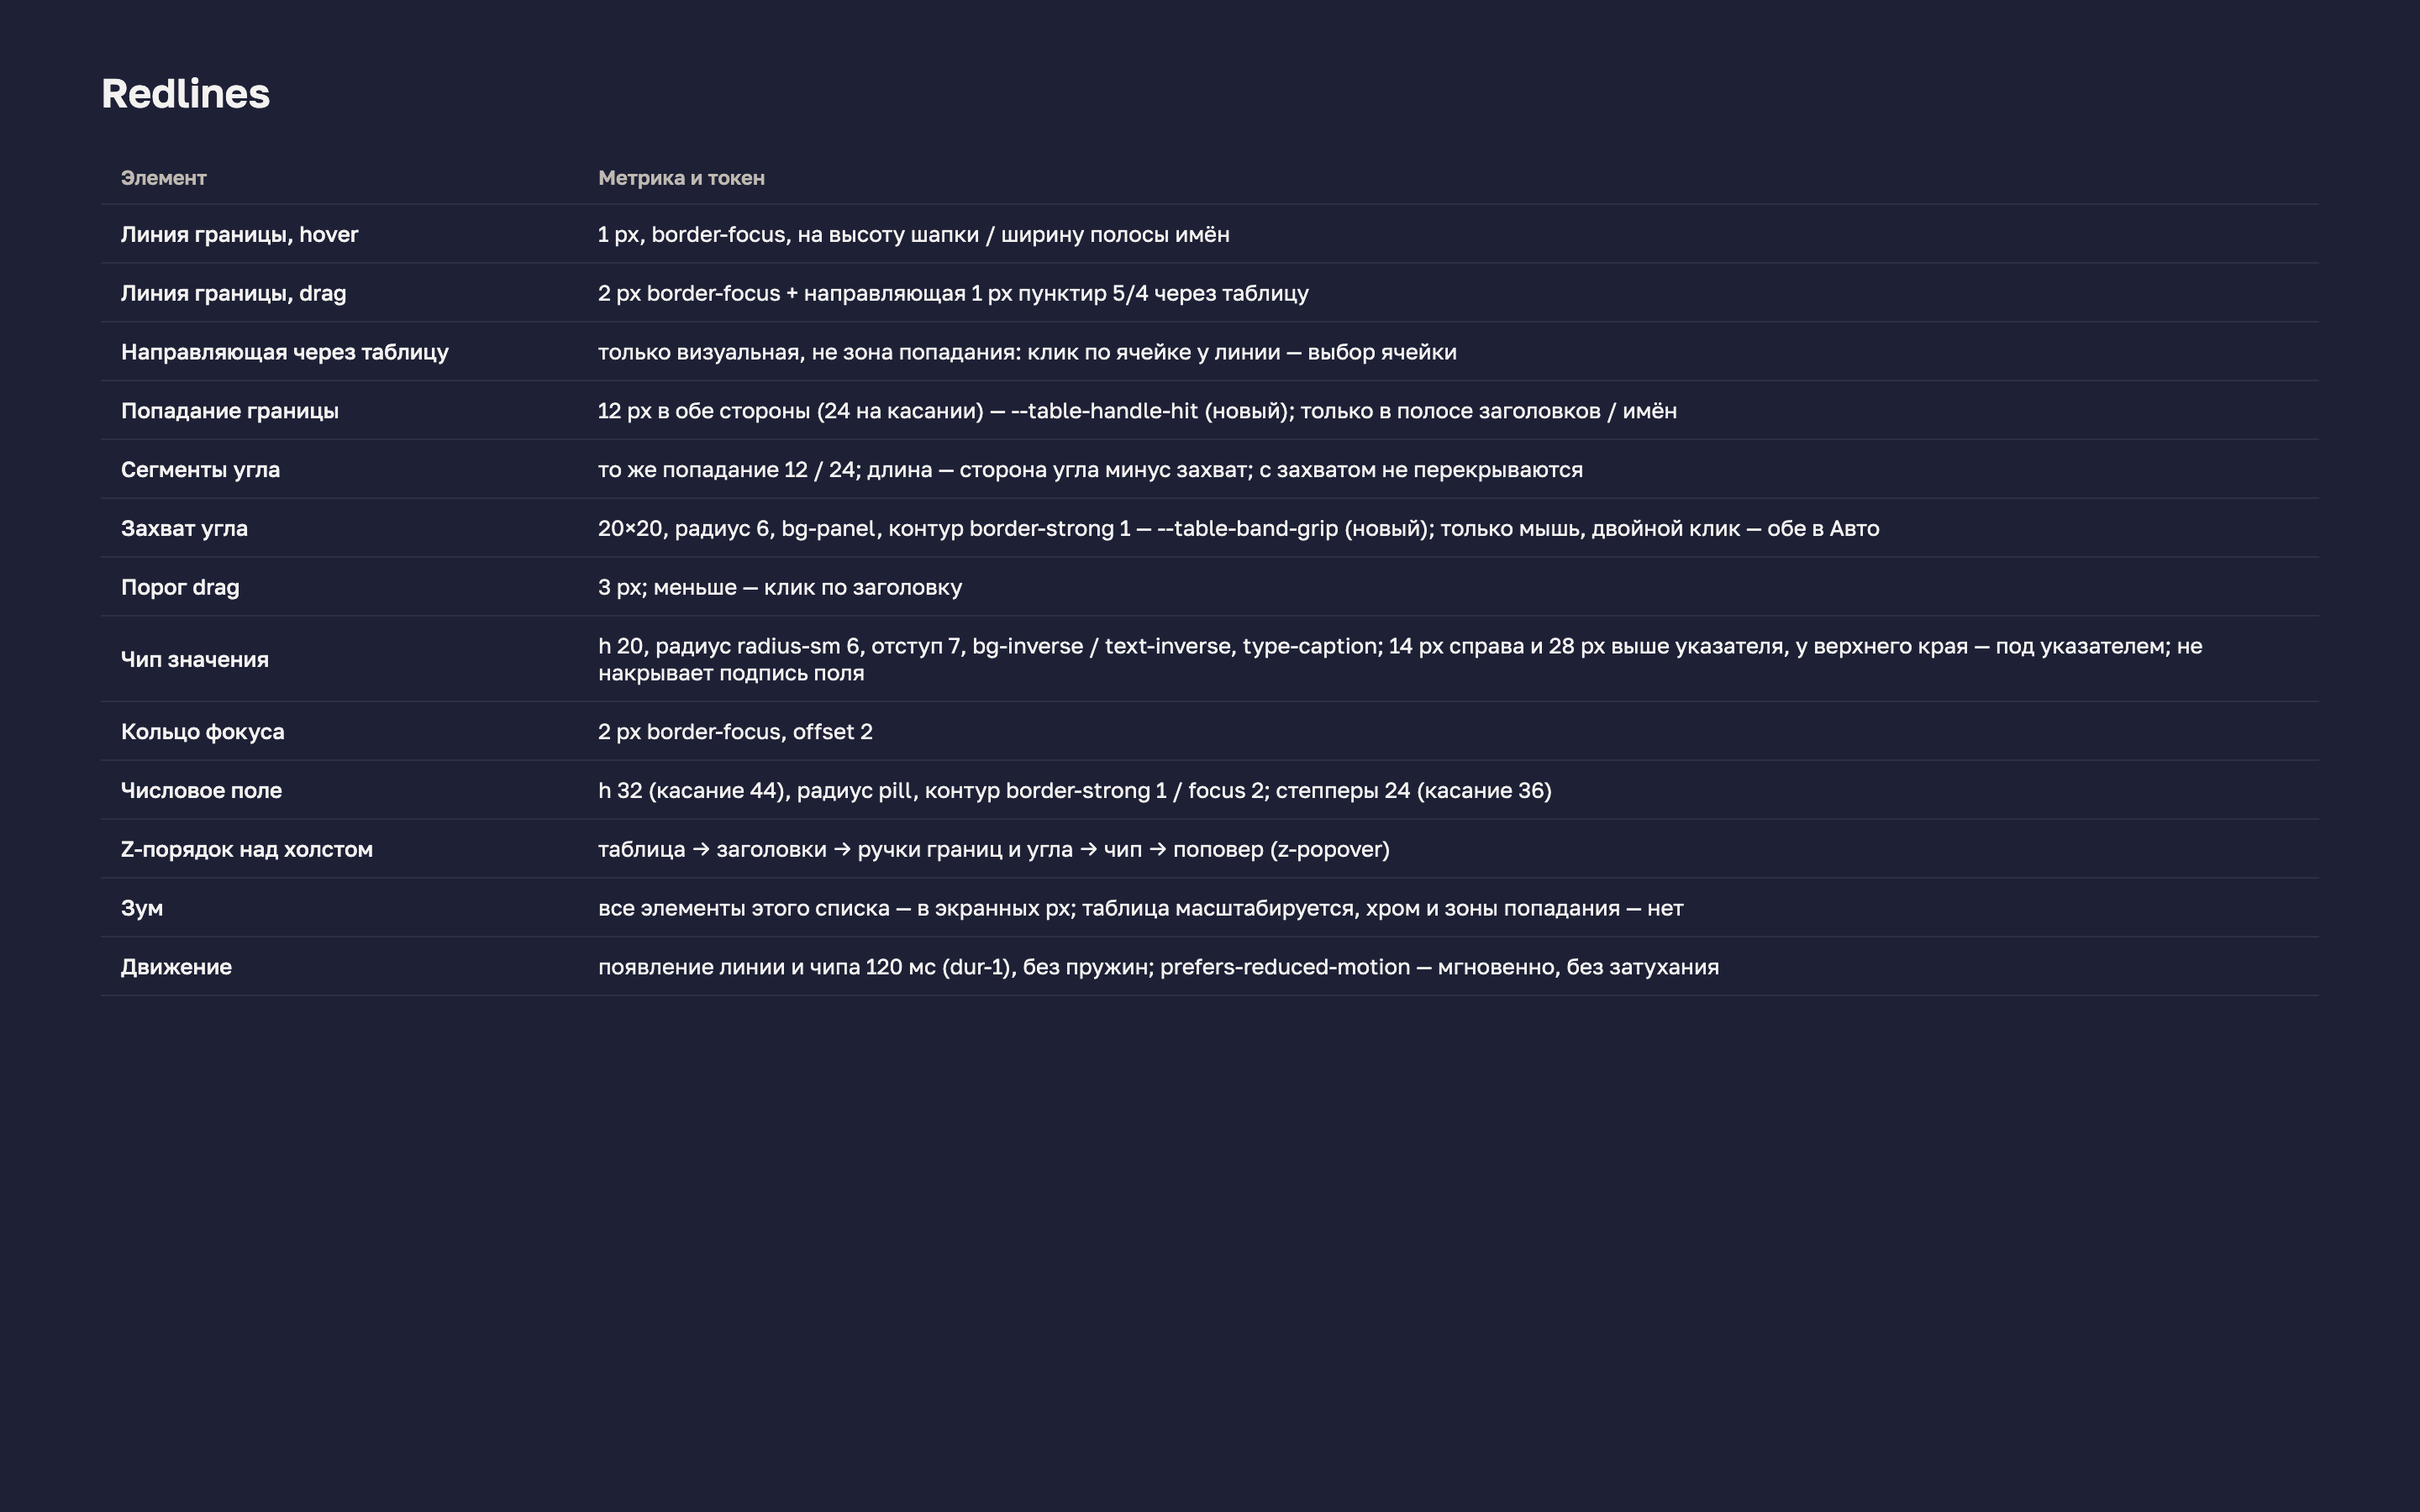 Redlines
Элемент Метрика и токен
Линия границы, hover 1 px, border-focus, на высоту шапки / ширину полосы имён
Линия границы, drag 2 px border-focus + направляющая 1 px пунктир 5/4 через таблицу
Направляющая через таблицу только визуальная, не зона попадания: клик по ячейке у линии — выбор ячейки
Попадание границы 12 px в обе стороны (24 на касании) — --table-handle-hit (новый); только в полосе заголовков / имён
Сегменты угла то же попадание 12 / 24; длина — сторона угла минус захват; с захватом не перекрываются
Захват угла 20×20, радиус 6, bg-panel, контур border-strong 1 — --table-band-grip (новый); только мышь, двойной клик — обе в Авто
Порог drag 3 px; меньше — клик по заголовку
Чип значения h 20, радиус radius-sm 6, отступ 7, bg-inverse / text-inverse, type-caption; 14 px справа и 28 px выше указателя, у верхнего края — под указателем; не
накрывает подпись поля
Кольцо фокуса 2 px border-focus, offset 2
Числовое поле h 32 (касание 44), радиус pill, контур border-strong 1 / focus 2; степперы 24 (касание 36)
Z-порядок над холстом таблица → заголовки → ручки границ и угла → чип → поповер (z-popover)
Зум все элементы этого списка — в экранных px; таблица масштабируется, хром и зоны попадания — нет
Движение появление линии и чипа 120 мс (dur-1), без пружин; prefers-reduced-motion — мгновенно, без затухания